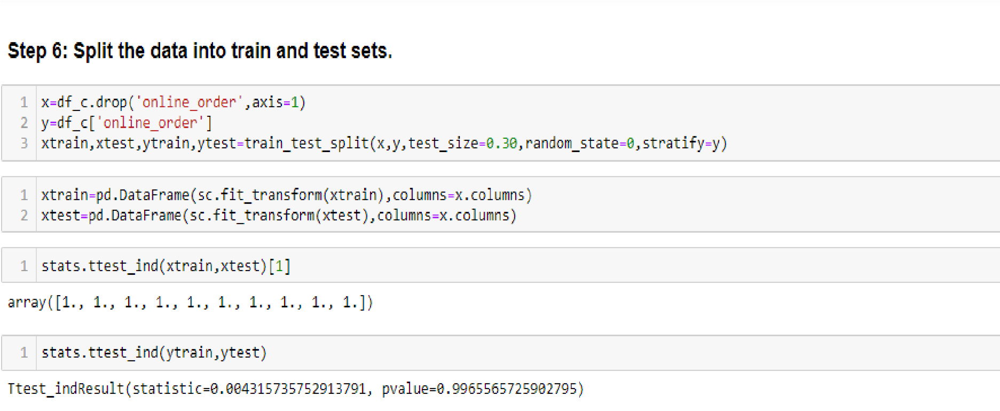 Step 6: Split the data into train and test sets.
1 x=df_c.drop('online_order',axis=1)
2 y=df_c['online_order']
3 xtrain,xtest,ytrain,ytest=train_test_split(x,y,test_size=0.30,random_state=0,stratify=y)
1 xtrain=pd.DataFrame(sc.fit_transform(xtrain),columns=x.columns)
2 xtest=pd.DataFrame(sc.fit_transform(xtest),columns=x.columns)
1 stats.ttest_ind(xtrain,xtest)[1]
array([1., 1., 1., 1., 1., 1., 1., 1., 1., 1.])
1 stats.ttest_ind(ytrain,ytest)
Ttest_indResult(statistic=0.004315735752913791, pvalue=0.9965565725902795)